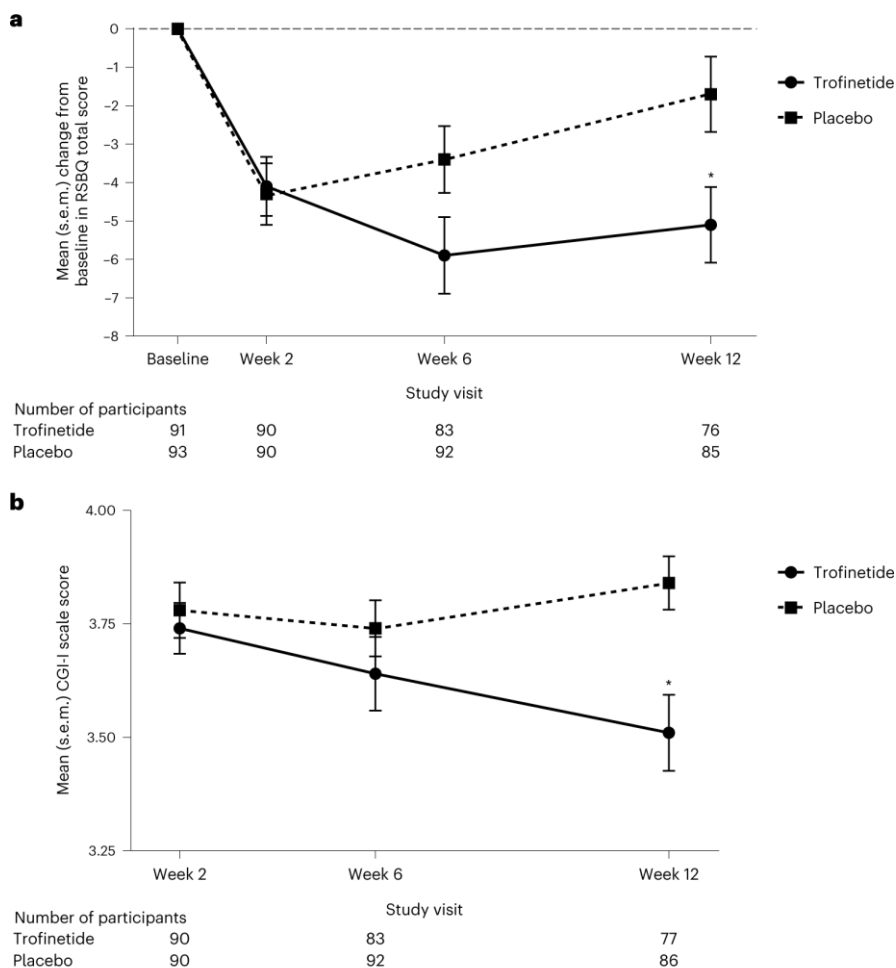 a
Mean (s.e.m.) change from
baseline in RSBQ total score
0
–1
–2
–3
–4
–5
–6
–7
–8
*
Baseline
Week 2
Week 6
Week 12
Study visit
Trofinetide
Placebo
Number of participants
Trofinetide 91 90 83 76
Placebo 93 90 92 85
b
Mean (s.e.m.) CGI-I scale score
4.00
3.75
3.50
3.25
*
Week 2
Week 6
Week 12
Study visit
Trofinetide
Placebo
Number of participants
Trofinetide 90 83 77
Placebo 90 92 86